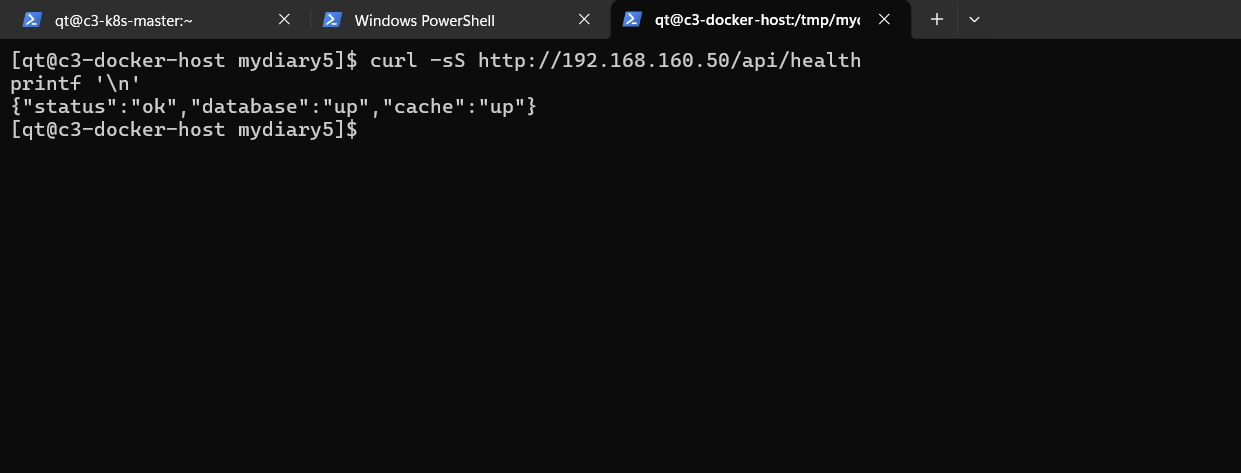 qt@c3-k8s-master:~
Windows PowerShell
qt@c3-docker-host:/tmp/myd
[qt@c3-docker-host mydiary5]$ curl -sS http://192.168.160.50/api/health
printf '\n'
{"status":"ok","database":"up","cache":"up"}
[qt@c3-docker-host mydiary5]$